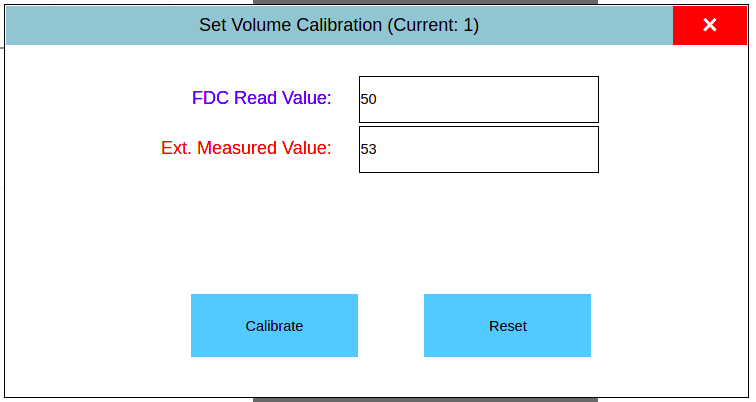 Set Volume Calibration (Current: 1) ×
FDC Read Value: 50
Ext. Measured Value: 53
Calibrate Reset